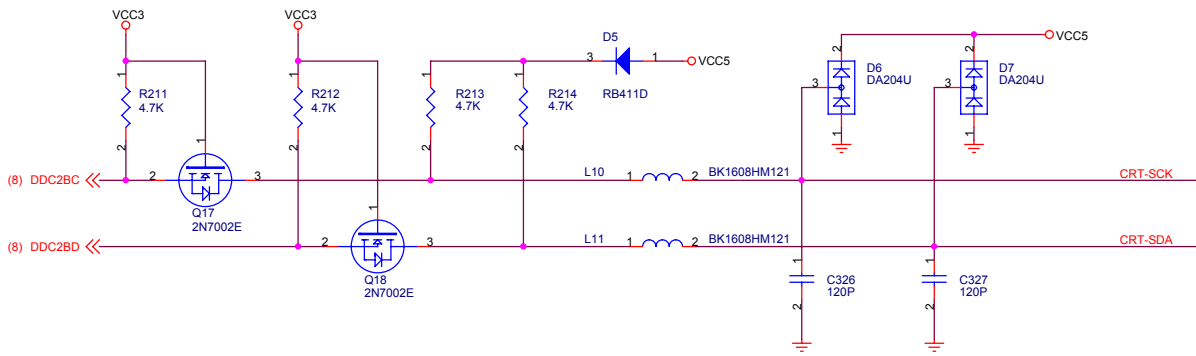 VCC3
VCC3
D5
3
1
VCC5
VCC5
1
R211
4.7K
2
1
R212
4.7K
2
1
R213
4.7K
2
1
R214
4.7K
2
RB411D
2
D6
DA204U
3
1
2
D7
DA204U
3
1
(8) DDC2BC
2
1
3
Q17
2N7002E
L10
1
2
BK1608HM121
CRT-SCK
(8) DDC2BD
2
1
3
Q18
2N7002E
L11
1
2
BK1608HM121
CRT-SDA
1
C326
120P
2
1
C327
120P
2